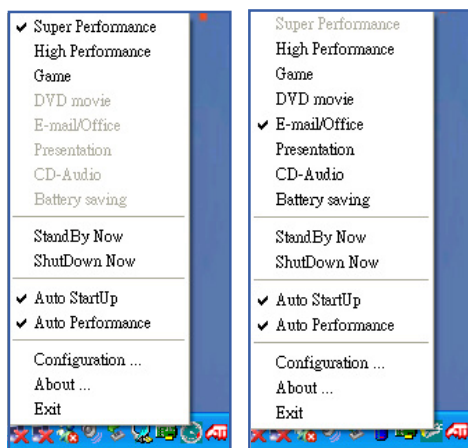 Super Performance
High Performance
Game
DVD movie
E-mail/Office
Presentation
CD-Audio
Battery saving
StandBy Now
ShutDown Now
Auto StartUp
Auto Performance
Configuration ...
About ...
Exit
ATI
Super Performance
High Performance
Game
DVD movie
E-mail/Office
Presentation
CD-Audio
Battery saving
StandBy Now
ShutDown Now
Auto StartUp
Auto Performance
Configuration ...
About ...
Exit
ATI